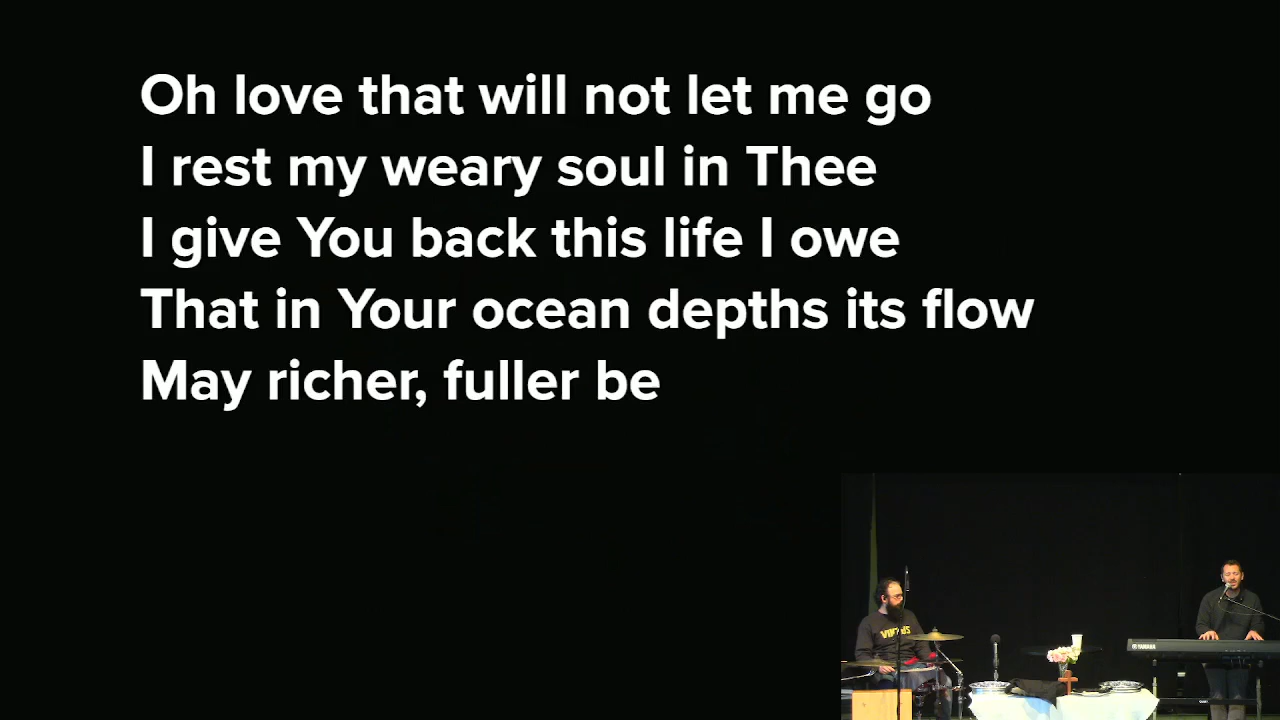 Oh love that will not let me go
I rest my weary soul in Thee
I give You back this life I owe
That in Your ocean depths its flow
May richer, fuller be
YAMAHA